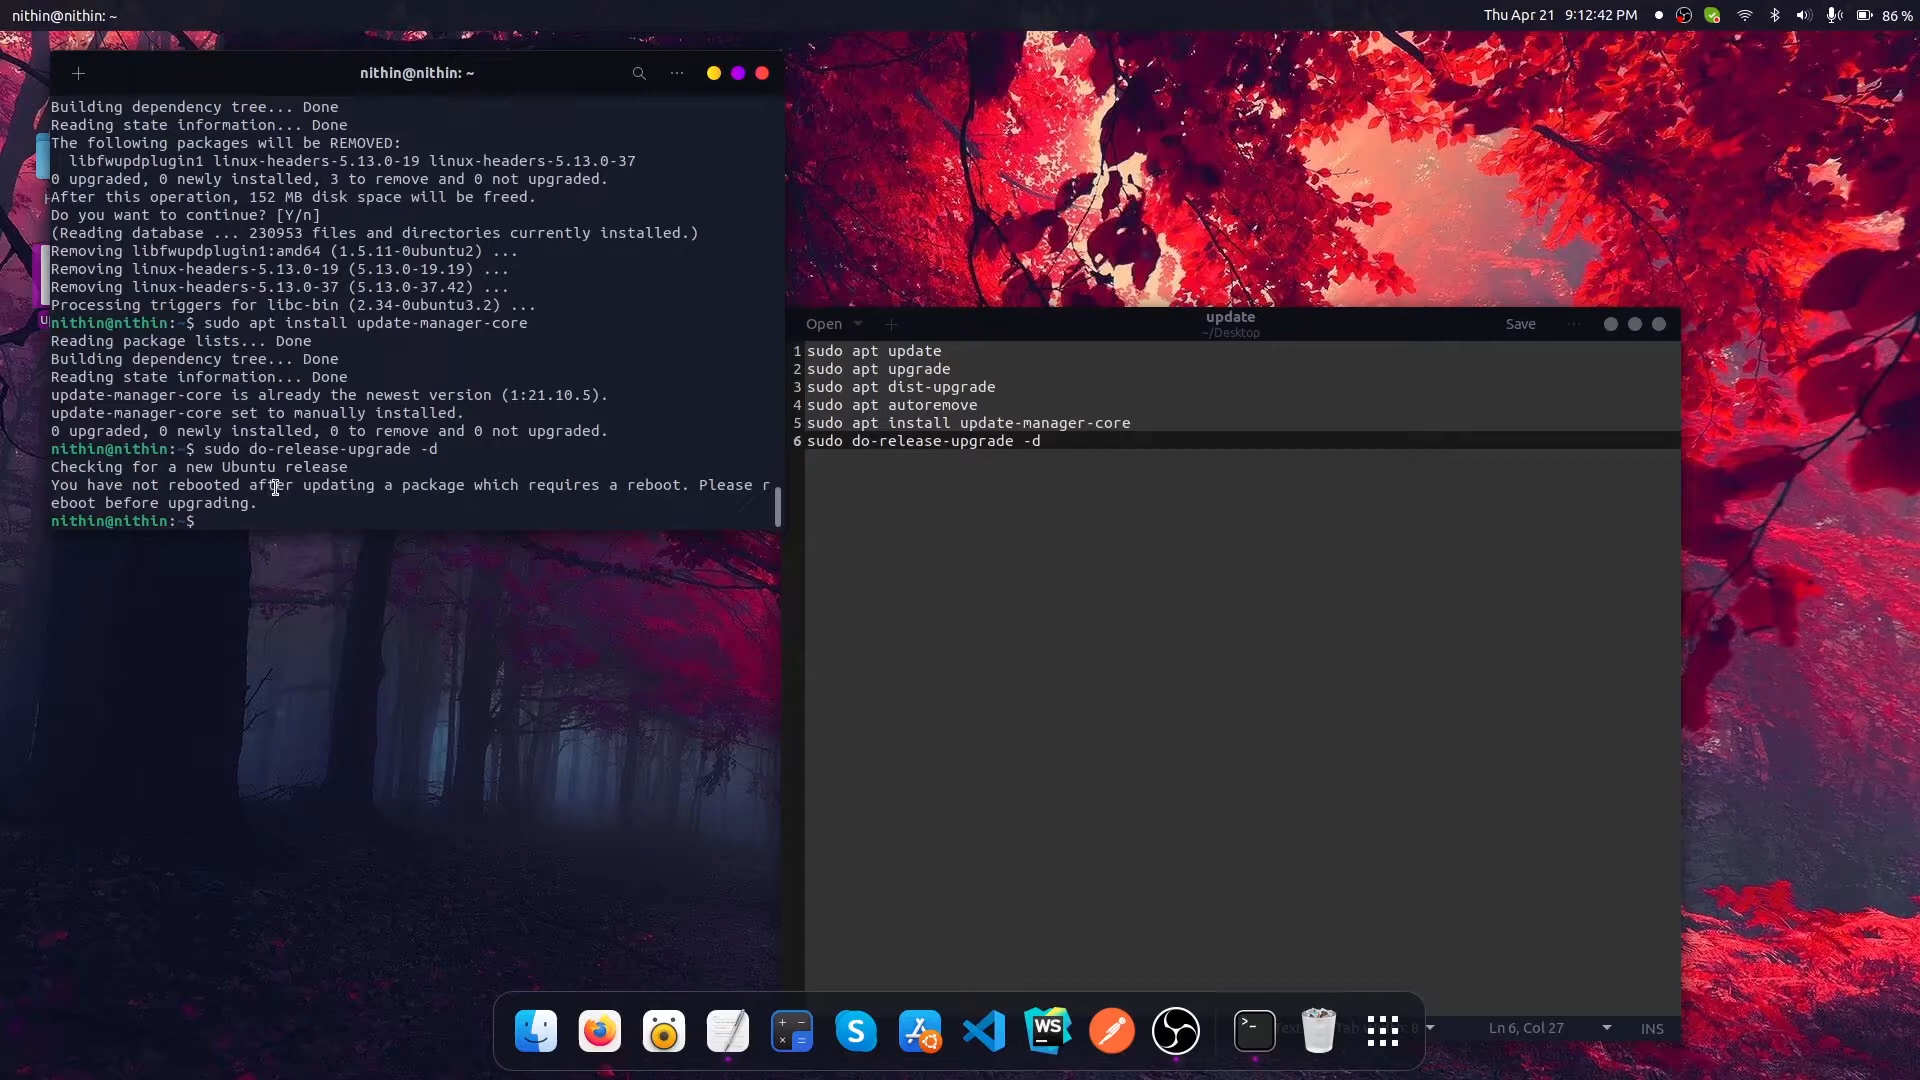 nithin@nithin: ~
Thu Apr 21 9:12:42 PM
86 %
nithin@nithin: ~
Building dependency tree... Done
Reading state information... Done
The following packages will be REMOVED:
libfwupdplugin1 linux-headers-5.13.0-19 linux-headers-5.13.0-37
0 upgraded, 0 newly installed, 3 to remove and 0 not upgraded.
After this operation, 152 MB disk space will be freed.
Do you want to continue? [Y/n]
(Reading database ... 230953 files and directories currently installed.)
Removing libfwupdplugin1:amd64 (1.5.11-0ubuntu2) ...
Removing linux-headers-5.13.0-19 (5.13.0-19.19) ...
Removing linux-headers-5.13.0-37 (5.13.0-37.42) ...
Processing triggers for libc-bin (2.34-0ubuntu3.2) ...
nithin@nithin:~$ sudo apt install update-manager-core
Reading package lists... Done
Building dependency tree... Done
Reading state information... Done
update-manager-core is already the newest version (1:21.10.5).
update-manager-core set to manually installed.
0 upgraded, 0 newly installed, 0 to remove and 0 not upgraded.
nithin@nithin:~$ sudo do-release-upgrade -d
Checking for a new Ubuntu release
You have not rebooted after updating a package which requires a reboot. Please r
eboot before upgrading.
nithin@nithin:~$
Open
update
~/Desktop
Save
1 sudo apt update
2 sudo apt upgrade
3 sudo apt dist-upgrade
4 sudo apt autoremove
5 sudo apt install update-manager-core
6 sudo do-release-upgrade -d
S
WS
>_
Ln 6, Col 27
INS